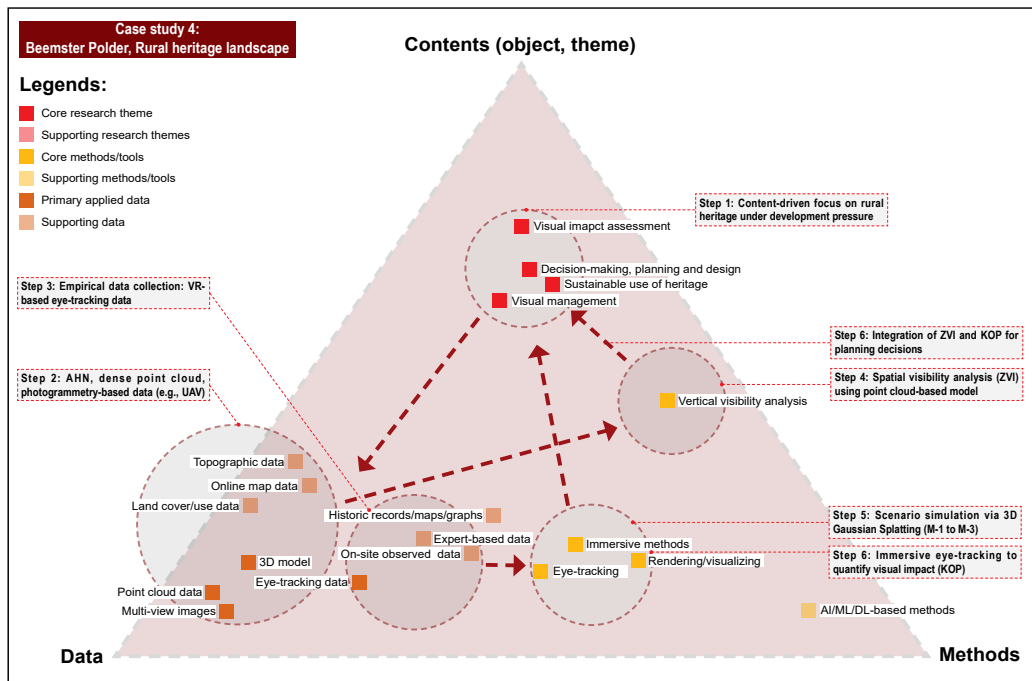 Case study 4:
Beemster Polder, Rural heritage landscape
Contents (object, theme)
Legends:
Core research theme
Supporting research themes
Core methods/tools
Supporting methods/tools
Primary applied data
Supporting data
Step 1: Content-driven focus on rural
heritage under development pressure
Visual imapct assessment
Decision-making, planning and design
Sustainable use of heritage
Visual management
Step 3: Empirical data collection: VR-
based eye-tracking data
Step 6: Integration of ZVI and KOP for
planning decisions
Step 2: AHN, dense point cloud,
photogrammetry-based data (e.g., UAV)
Step 4: Spatial visibility analysis (ZVI)
using point cloud-based model
Vertical visibility analysis
Topographic data
Online map data
Land cover/use data
Historic records/maps/graphs
Expert-based data
On-site observed data
3D model
Eye-tracking data
Point cloud data
Multi-view images
Step 5: Scenario simulation via 3D
Gaussian Splatting (M-1 to M-3)
Immersive methods
Rendering/visualizing
Eye-tracking
Step 6: Immersive eye-tracking to
quantify visual impact (KOP)
AI/ML/DL-based methods
Data
Methods